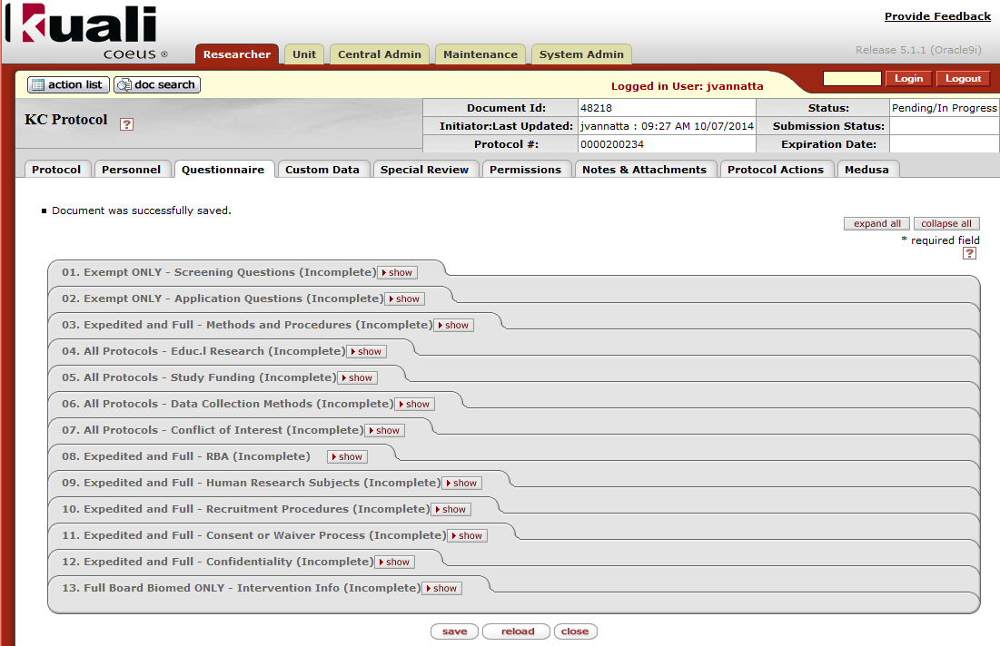 kuali
coeus ®
Provide Feedback
Release 5.1.1 (Oracle9i)
Researcher Unit Central Admin Maintenance System Admin
action list doc search
Logged in User: jvannatta
Login Logout
KC Protocol ?
Document Id: 48218 Status: Pending/In Progress
Initiator:Last Updated: jvannatta : 09:27 AM 10/07/2014 Submission Status:
Protocol #: 0000200234 Expiration Date:
Protocol Personnel Questionnaire Custom Data Special Review Permissions Notes & Attachments Protocol Actions Medusa
Document was successfully saved.
expand all collapse all
* required field
?
01. Exempt ONLY - Screening Questions (Incomplete) show
02. Exempt ONLY - Application Questions (Incomplete) show
03. Expedited and Full - Methods and Procedures (Incomplete) show
04. All Protocols - Educ.l Research (Incomplete) show
05. All Protocols - Study Funding (Incomplete) show
06. All Protocols - Data Collection Methods (Incomplete) show
07. All Protocols - Conflict of Interest (Incomplete) show
08. Expedited and Full - RBA (Incomplete) show
09. Expedited and Full - Human Research Subjects (Incomplete) show
10. Expedited and Full - Recruitment Procedures (Incomplete) show
11. Expedited and Full - Consent or Waiver Process (Incomplete) show
12. Expedited and Full - Confidentiality (Incomplete) show
13. Full Board Biomed ONLY - Intervention Info (Incomplete) show
save reload close